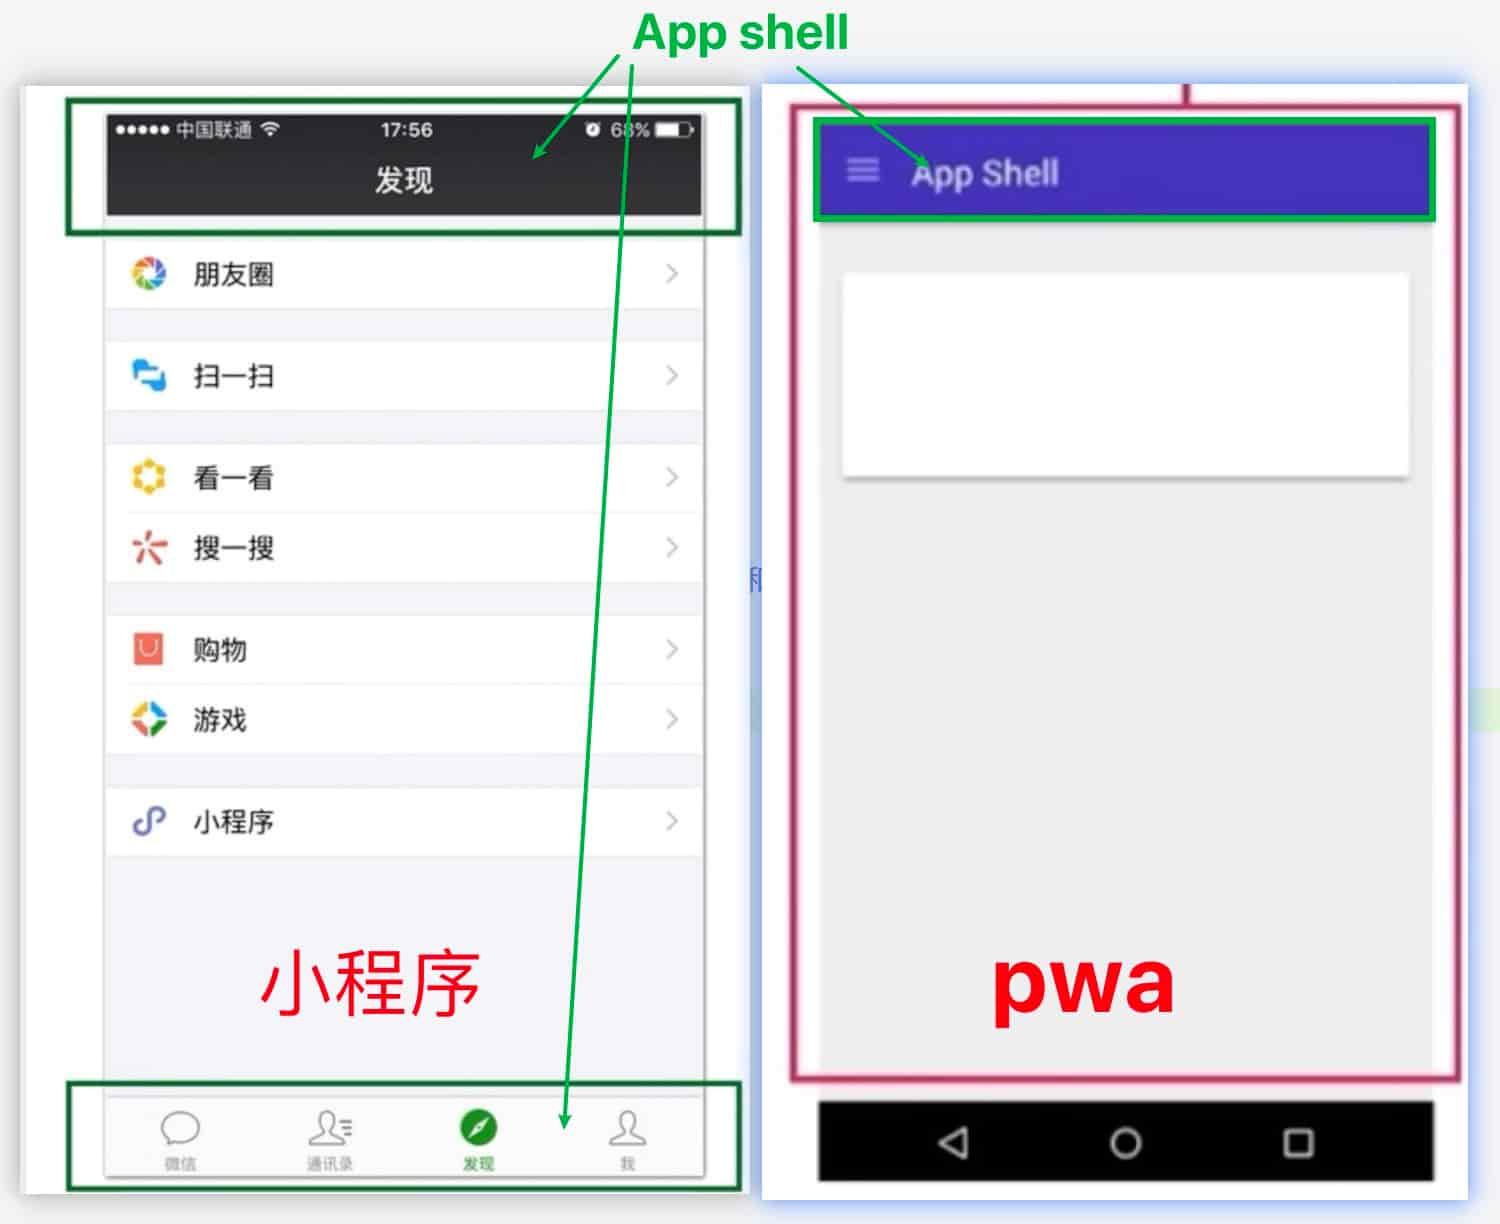 App shell
中国联通
17:56
68%
发现
朋友圈
扫一扫
看一看
搜一搜
购物
游戏
小程序
小程序
微信
通讯录
发现
我
App Shell
pwa